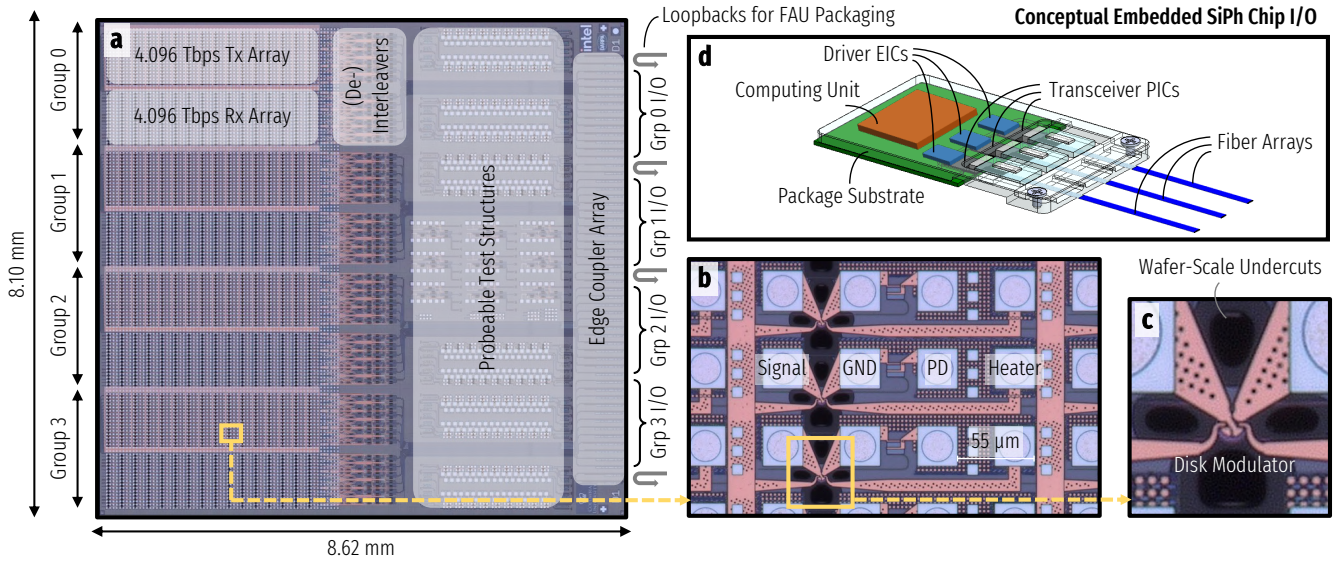 Loopbacks for FAU Packaging
Conceptual Embedded SiPh Chip I/O
a
4.096 Tbps Tx Array
4.096 Tbps Rx Array
(De-)
Interleavers
Probeable Test Structures
Edge Coupler Array
intel
Group 0
Group 1
Group 2
Group 3
8.10 mm
8.62 mm
Grp 0 I/O
Grp 1 I/O
Grp 2 I/O
Grp 3 I/O
d
Driver EICs
Computing Unit
Transceiver PICs
Fiber Arrays
Package Substrate
b
Signal
GND
PD
Heater
55 μm
Wafer-Scale Undercuts
c
Disk Modulator